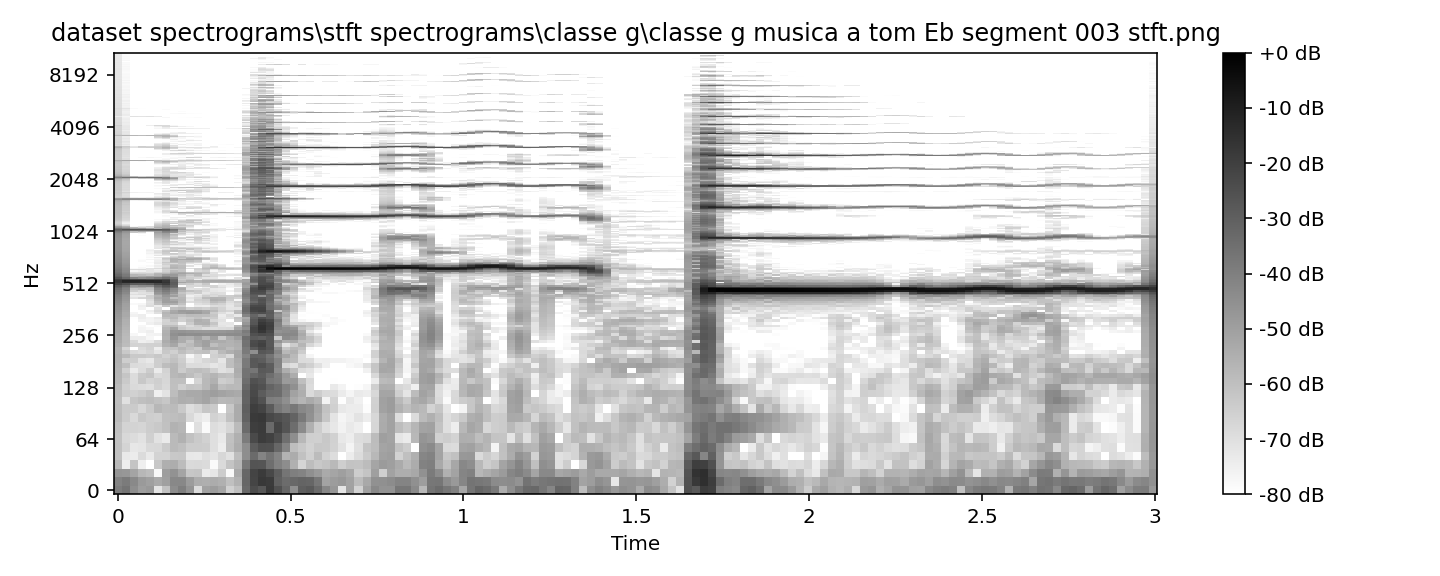 dataset spectrograms\stft spectrograms\classe g\classe g musica a tom Eb segment 003 stft.png
8192
4096
2048
1024
512
256
128
64
0
Hz
0
0.5
1
1.5
2
2.5
3
Time
+0 dB
-10 dB
-20 dB
-30 dB
-40 dB
-50 dB
-60 dB
-70 dB
-80 dB